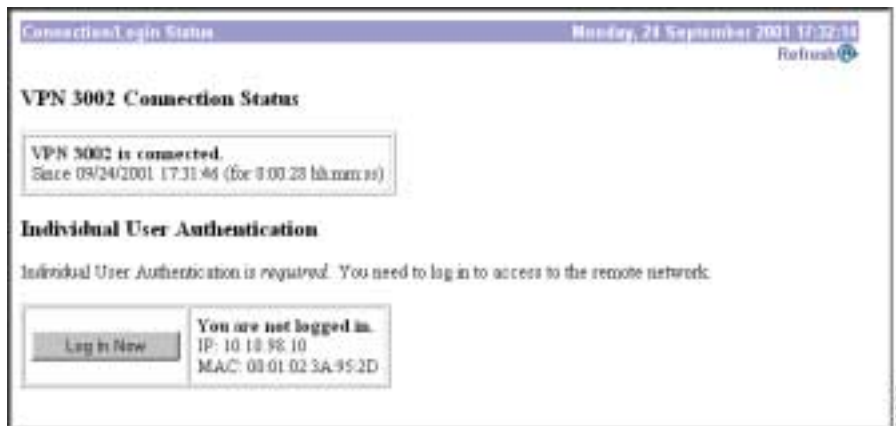 Connection/Login Status
Monday, 24 September 2001 17:32:14
Refresh
VPN 3002 Connection Status
VPN 3002 is connected.
Since 09/24/2001 17:31:46 (for 0:00:28 hh:mm:ss)
Individual User Authentication
Individual User Authentication is required. You need to log in to access to the remote network.
Log In Now
You are not logged in.
IP: 10.10.98.10
MAC: 00:01:02:3A:95:2D